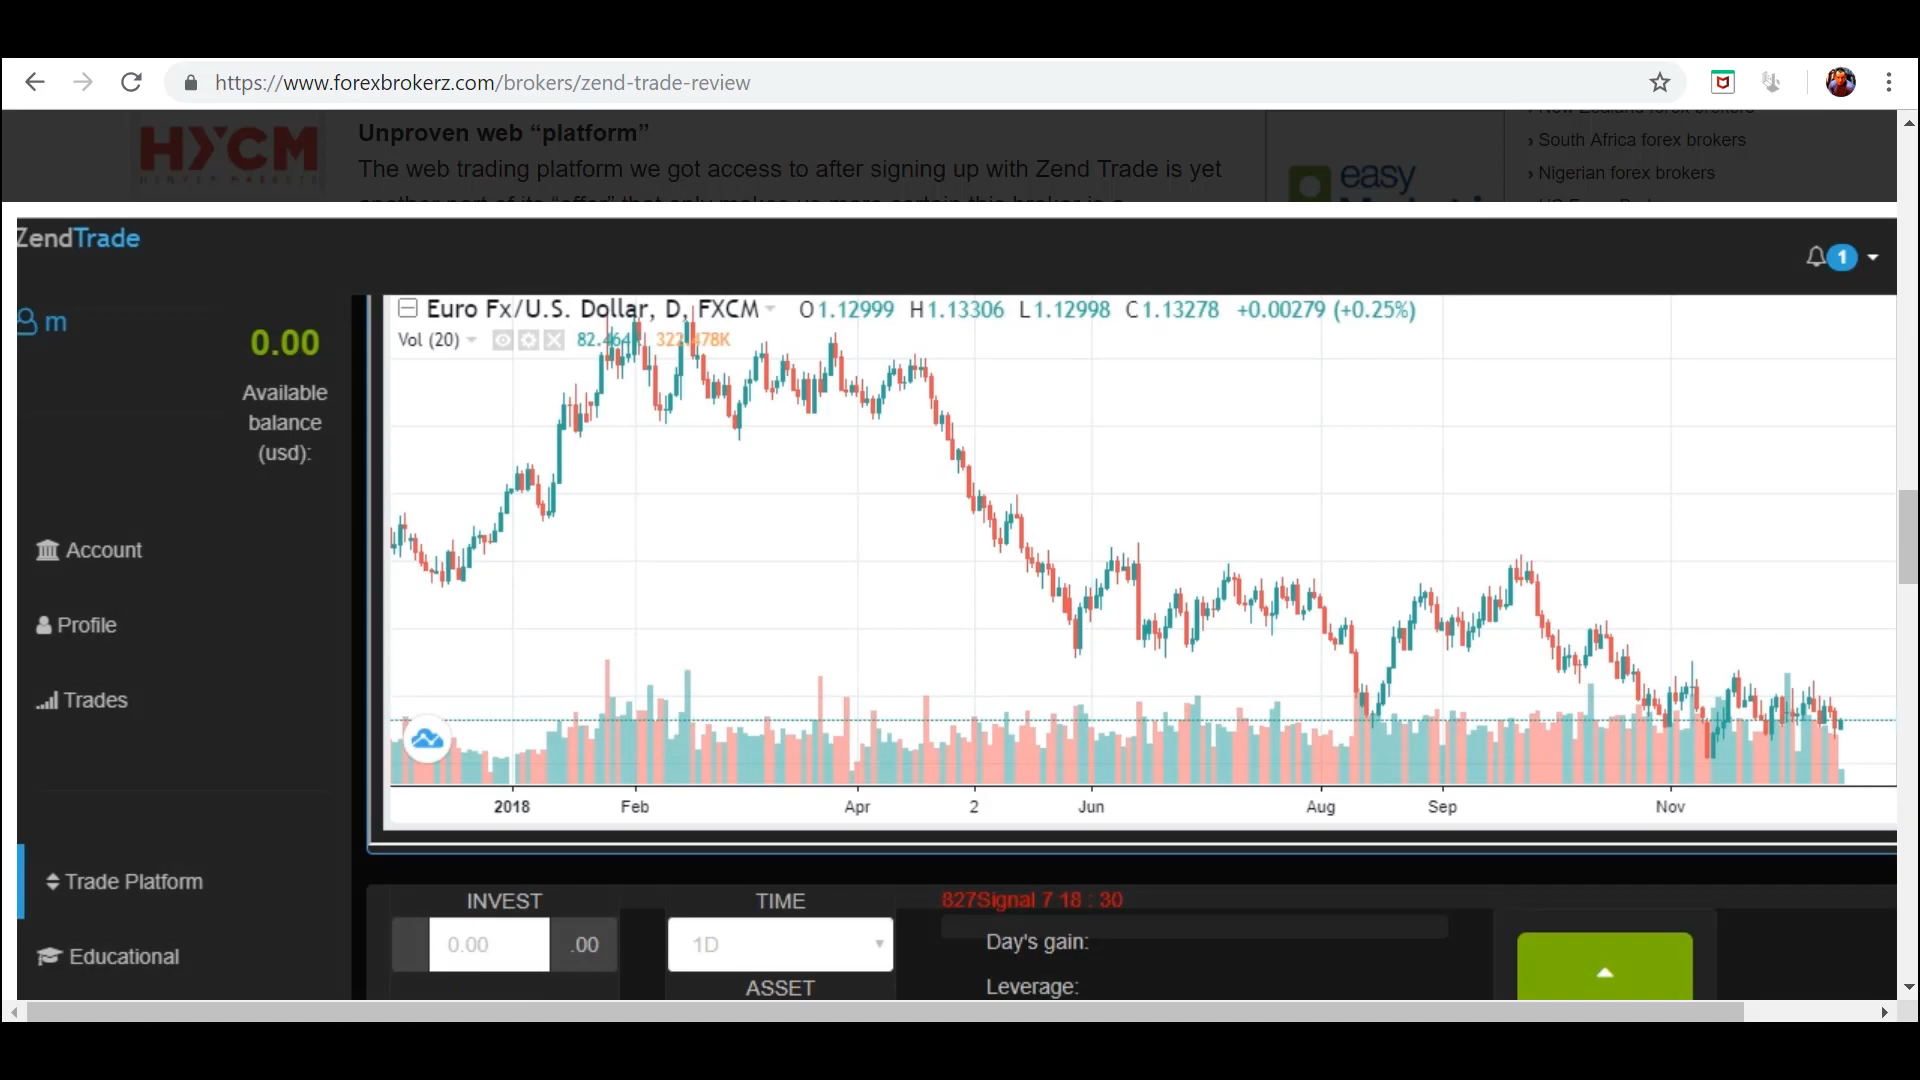 https://www.forexbrokerz.com/brokers/zend-trade-review
HYCM
Unproven web “platform”
The web trading platform we got access to after signing up with Zend Trade is yet
easy
› South Africa forex brokers
› Nigerian forex brokers
ZendTrade
1
m
0.00
Available
balance
(usd):
Account
Profile
Trades
Trade Platform
Educational
Euro Fx/U.S. Dollar, D, FXCM O1.12999 H1.13306 L1.12998 C1.13278 +0.00279 (+0.25%)
Vol (20)
2018 Feb Apr 2 Jun Aug Sep Nov
INVEST
0.00 .00
TIME
1D
ASSET
827Signal 7 18 : 30
Day's gain:
Leverage: